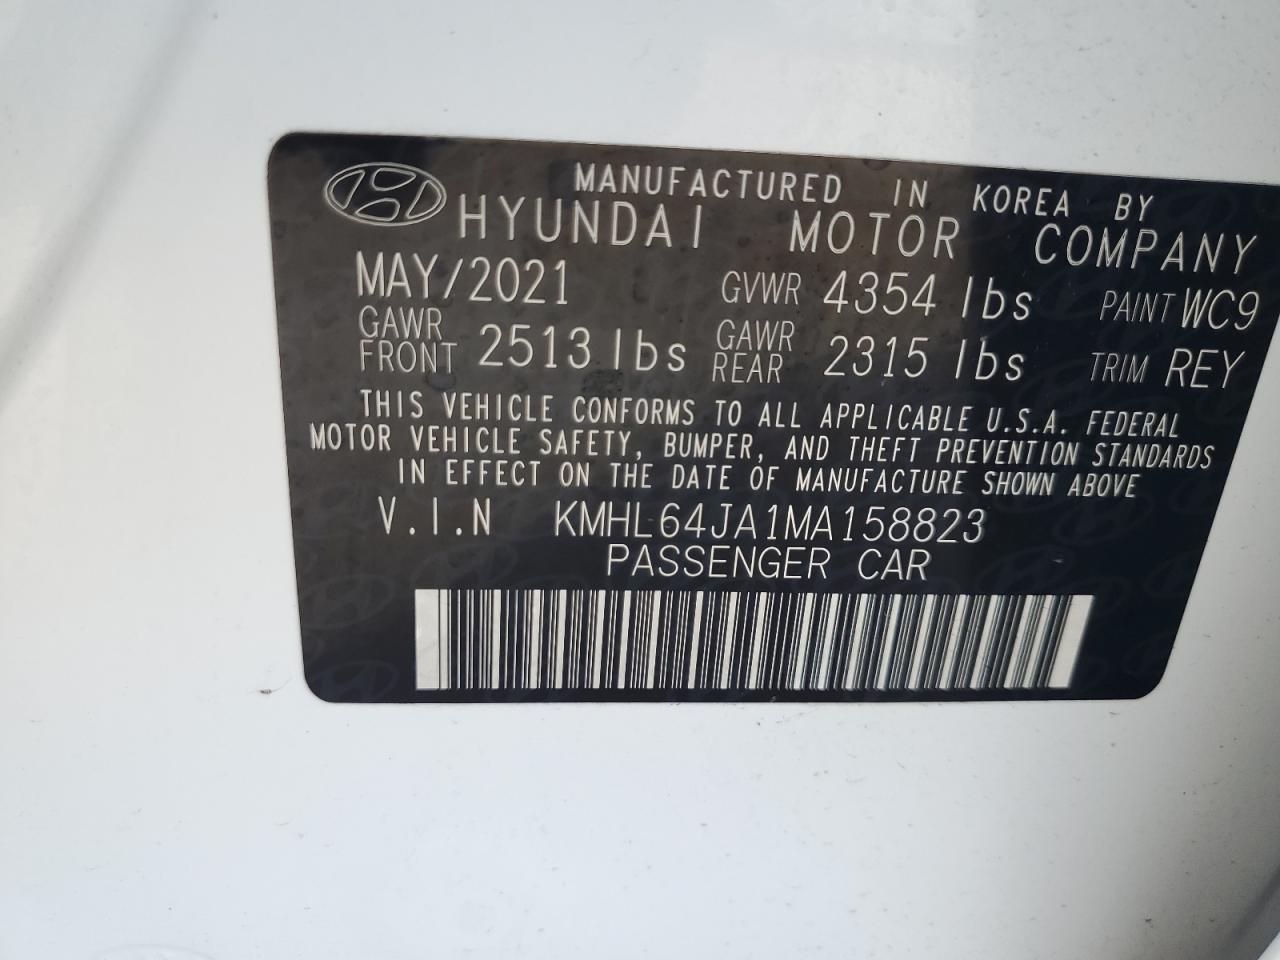 MANUFACTURED IN KOREA BY
HYUNDAI MOTOR COMPANY
MAY/2021 GVWR 4354 lbs PAINT WC9
GAWR FRONT 2513 lbs GAWR REAR 2315 lbs TRIM REY
THIS VEHICLE CONFORMS TO ALL APPLICABLE U.S.A. FEDERAL
MOTOR VEHICLE SAFETY, BUMPER, AND THEFT PREVENTION STANDARDS
IN EFFECT ON THE DATE OF MANUFACTURE SHOWN ABOVE
V.I.N KMHL64JA1MA158823
PASSENGER CAR